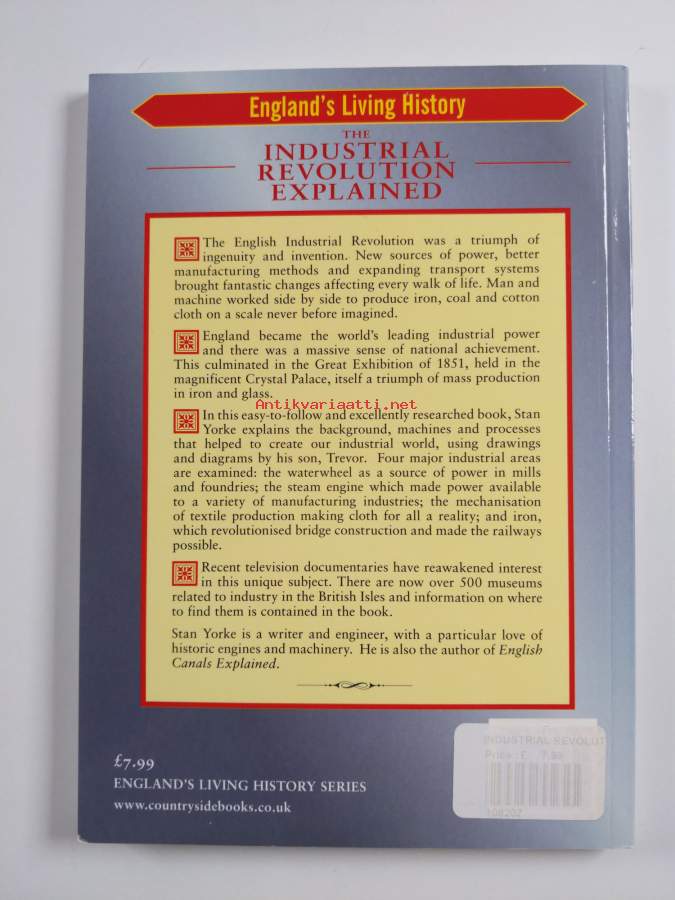 England's Living History
THE
INDUSTRIAL
REVOLUTION
EXPLAINED
The English Industrial Revolution was a triumph of
ingenuity and invention. New sources of power, better
manufacturing methods and expanding transport systems
brought fantastic changes affecting every walk of life. Man and
machine worked side by side to produce iron, coal and cotton
cloth on a scale never before imagined.
England became the world's leading industrial power
and there was a massive sense of national achievement.
This culminated in the Great Exhibition of 1851, held in the
magnificent Crystal Palace, itself a triumph of mass production
in iron and glass.
Antikvariaatti.net
In this easy-to-follow and excellently researched book, Stan
Yorke explains the background, machines and processes
that helped to create our industrial world, using drawings
and diagrams by his son, Trevor. Four major industrial areas
are examined: the waterwheel as a source of power in mills
and foundries; the steam engine which made power available
to a variety of manufacturing industries; the mechanisation
of textile production making cloth for all a reality; and iron,
which revolutionised bridge construction and made the railways
possible.
Recent television documentaries have reawakened interest
in this unique subject. There are now over 500 museums
related to industry in the British Isles and information on where
to find them is contained in the book.
Stan Yorke is a writer and engineer, with a particular love of
historic engines and machinery. He is also the author of English
Canals Explained.
£7.99
ENGLAND'S LIVING HISTORY SERIES
www.countrysidebooks.co.uk
INDUSTRIAL REVOLUT
Price £ 7.99